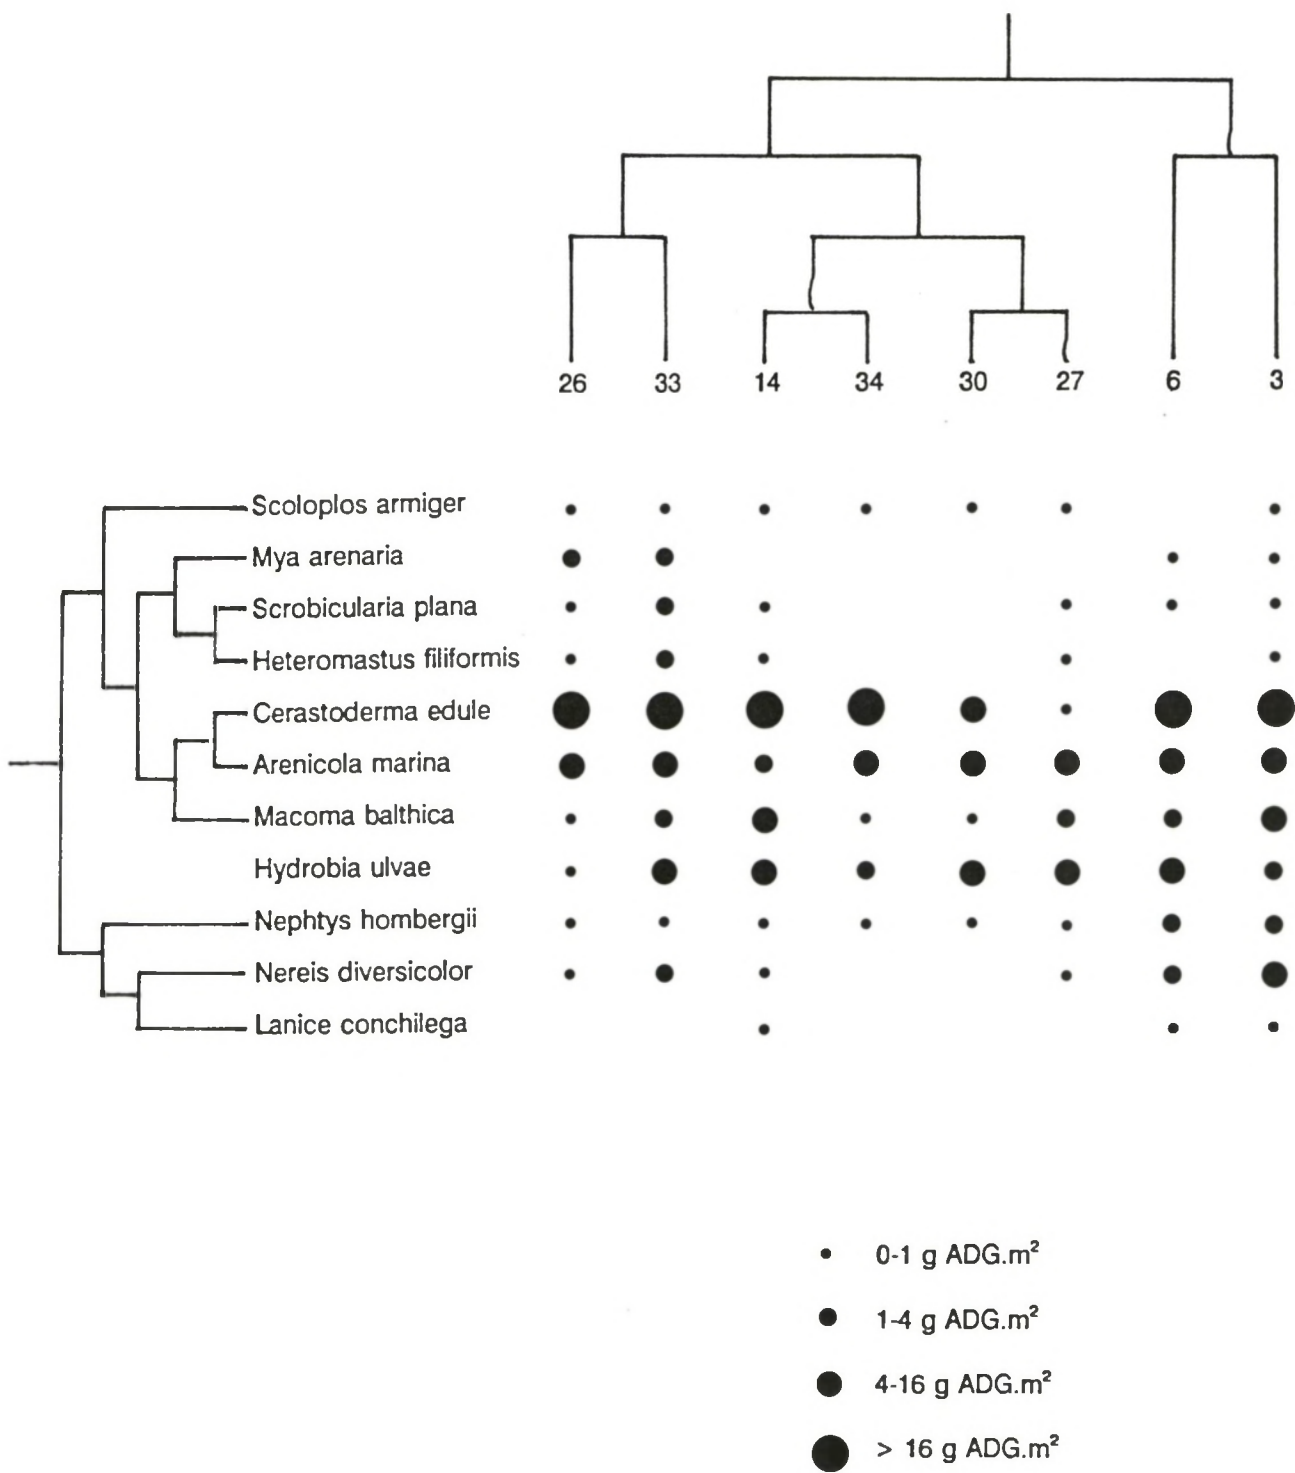 26 33 14 34 30 27 6 3
Scoloplos armiger
Mya arenaria
Scrobicularia plana
Heteromastus filiformis
Cerastoderma edule
Arenicola marina
Macoma balthica
Hydrobia ulvae
Nephtys hombergii
Nereis diversicolor
Lanice conchilega
0-1 g ADG.m²
1-4 g ADG.m²
4-16 g ADG.m²
> 16 g ADG.m²